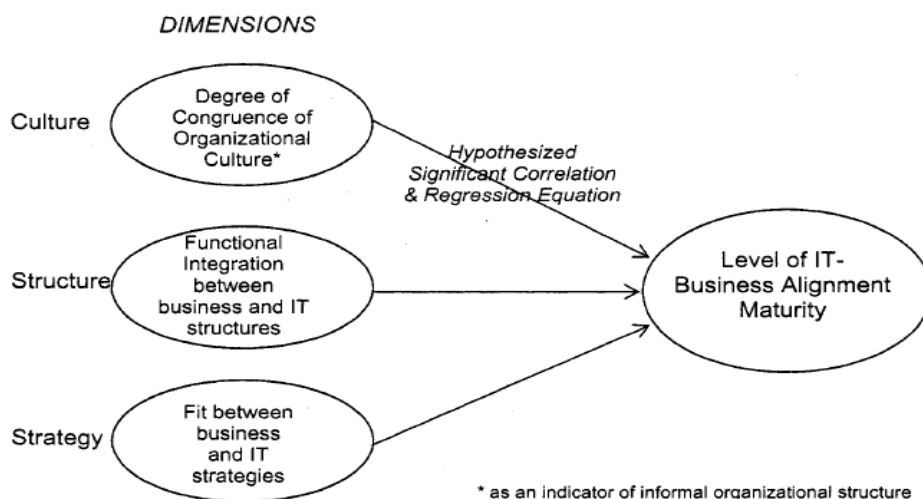 DIMENSIONS
Culture
Degree of
Congruence of
Organizational
Culture*
Hypothesized
Significant Correlation
& Regression Equation
Structure
Functional
Integration
between
business and IT
structures
Level of IT-
Business Alignment
Maturity
Strategy
Fit between
business
and IT
strategies
* as an indicator of informal organizational structure